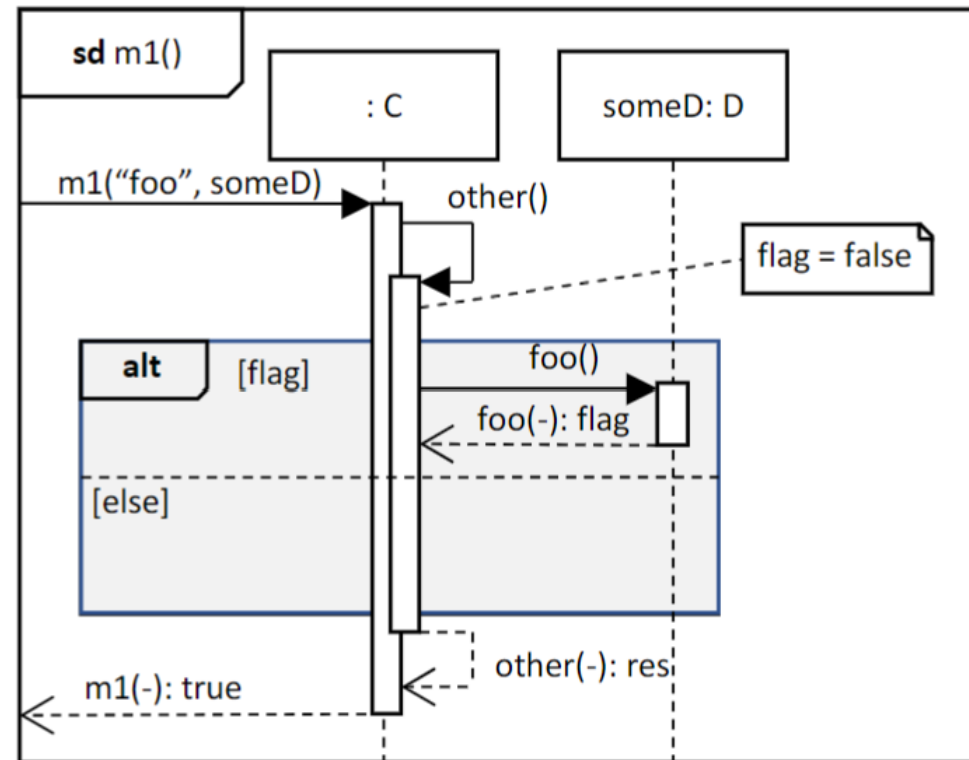 sd m1()
: C
someD: D
m1(“foo”, someD)
other()
flag = false
alt
[flag]
foo()
foo(-): flag
[else]
other(-): res
m1(-): true